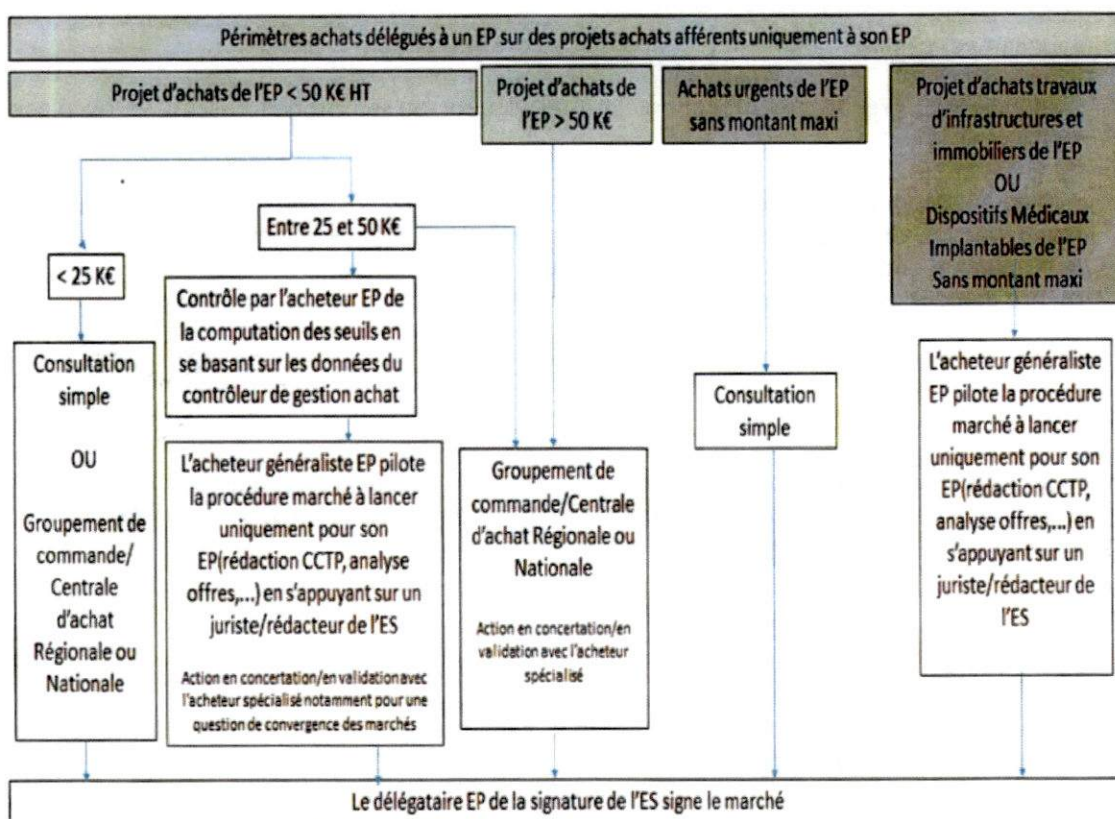 Périmètres achats délégués à un EP sur des projets achats afférents uniquement à son EP
Projet d'achats de l'EP < 50 K€ HT
Projet d'achats de
l'EP > 50 K€
Achats urgents de l'EP
sans montant maxi
Projet d'achats travaux
d'infrastructures et
immobiliers de l'EP
OU
Dispositifs Médicaux
Implantables de l'EP
Sans montant maxi
< 25 K€
Entre 25 et 50 K€
Consultation
simple
OU
Groupement de
commande/
Centrale
d'achat
Régionale ou
Nationale
Contrôle par l'acheteur EP de
la computation des seuils en
se basant sur les données du
contrôleur de gestion achat
L'acheteur généraliste EP pilote
la procédure marché à lancer
uniquement pour son
EP(rédaction CCTP, analyse
offres,...) en s'appuyant sur un
juriste/rédacteur de l'ES
Action en concertation/en validation avec
l'acheteur spécialisé notamment pour une
question de convergence des marchés
Groupement de
commande/Centrale
d'achat Régionale ou
Nationale
Action en concertation/en
validation avec l'acheteur
spécialisé
Consultation
simple
L'acheteur généraliste
EP pilote la procédure
marché à lancer
uniquement pour son
EP(rédaction CCTP,
analyse offres,...) en
s'appuyant sur un
juriste/rédacteur de
l'ES
Le délégataire EP de la signature de l'ES signe le marché